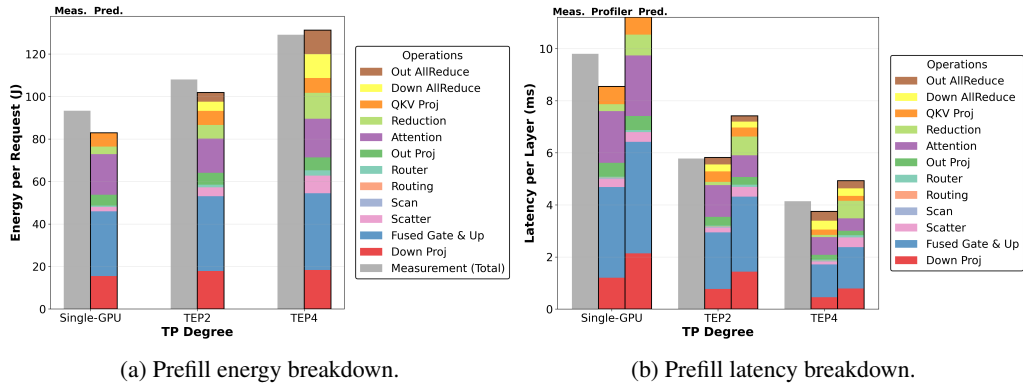 Meas. Pred.
Energy per Request (J)
120
100
80
60
40
20
0
Single-GPU
TEP2
TEP4
TP Degree
Operations
Out AllReduce
Down AllReduce
QKV Proj
Reduction
Attention
Out Proj
Router
Routing
Scan
Scatter
Fused Gate & Up
Down Proj
Measurement (Total)
(a) Prefill energy breakdown.
Meas. Profiler Pred.
Latency per Layer (ms)
10
8
6
4
2
0
Single-GPU
TEP2
TEP4
TP Degree
Operations
Out AllReduce
Down AllReduce
QKV Proj
Reduction
Attention
Out Proj
Router
Routing
Scan
Scatter
Fused Gate & Up
Down Proj
(b) Prefill latency breakdown.